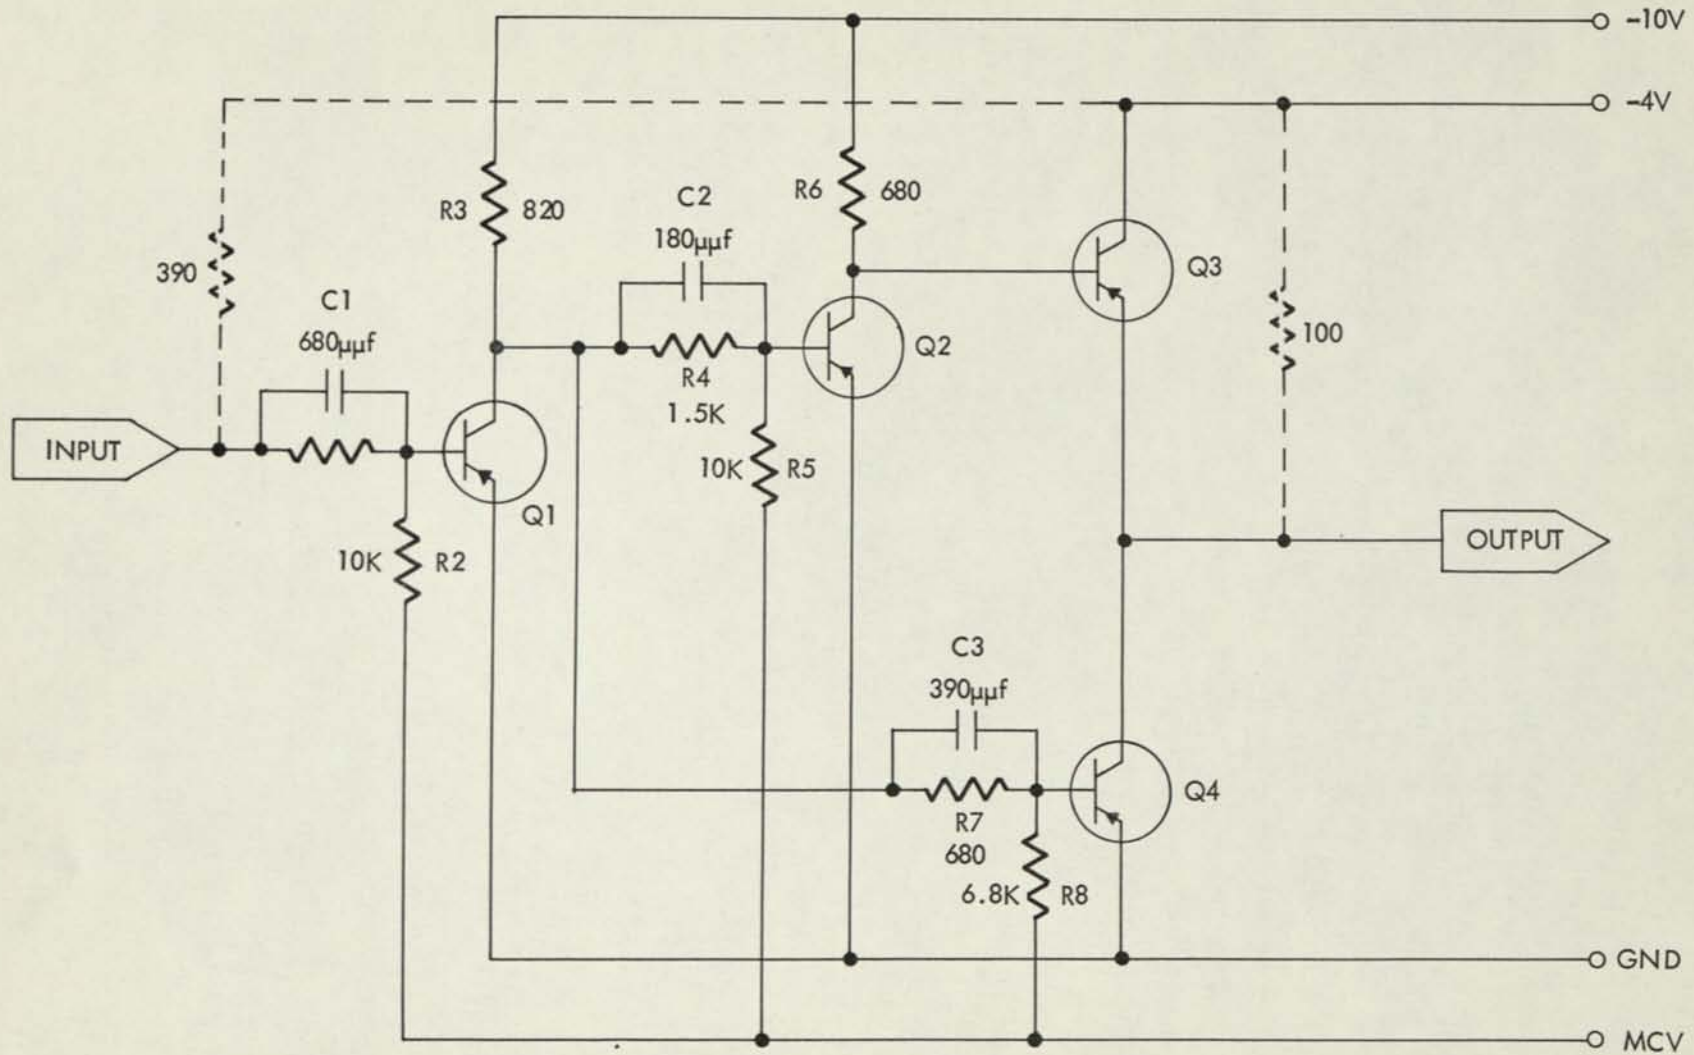 -10V
-4V
R3
820
C2
180μμf
R6
680
390
C1
680μμf
Q3
100
R4
1.5K
Q2
INPUT
10K
R5
Q1
10K
R2
OUTPUT
C3
390μμf
R7
680
Q4
6.8K
R8
GND
MCV